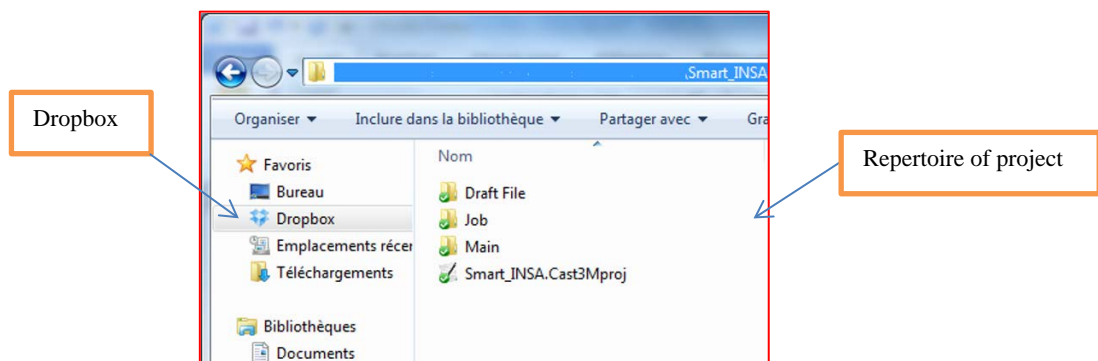 Smart_INSA
Organiser
Inclure dans la bibliothèque
Partager avec
Gra
Dropbox
Repertoire of project
Favoris
Bureau
Dropbox
Emplacements récer
Téléchargements
Bibliothèques
Documents
Nom
Draft File
Job
Main
Smart_INSA.Cast3Mproj